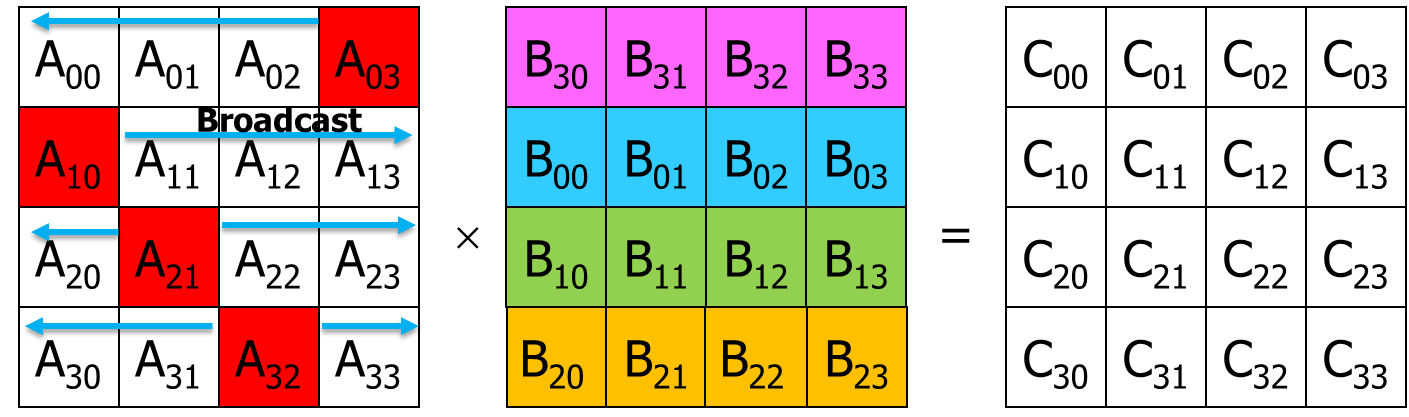 A00 A01 A02 A03 B30 B31 B32 B33 C00 C01 C02 C03
Broadcast
A10 A11 A12 A13 B00 B01 B02 B03 C10 C11 C12 C13
× =
A20 A21 A22 A23 B10 B11 B12 B13 C20 C21 C22 C23
A30 A31 A32 A33 B20 B21 B22 B23 C30 C31 C32 C33